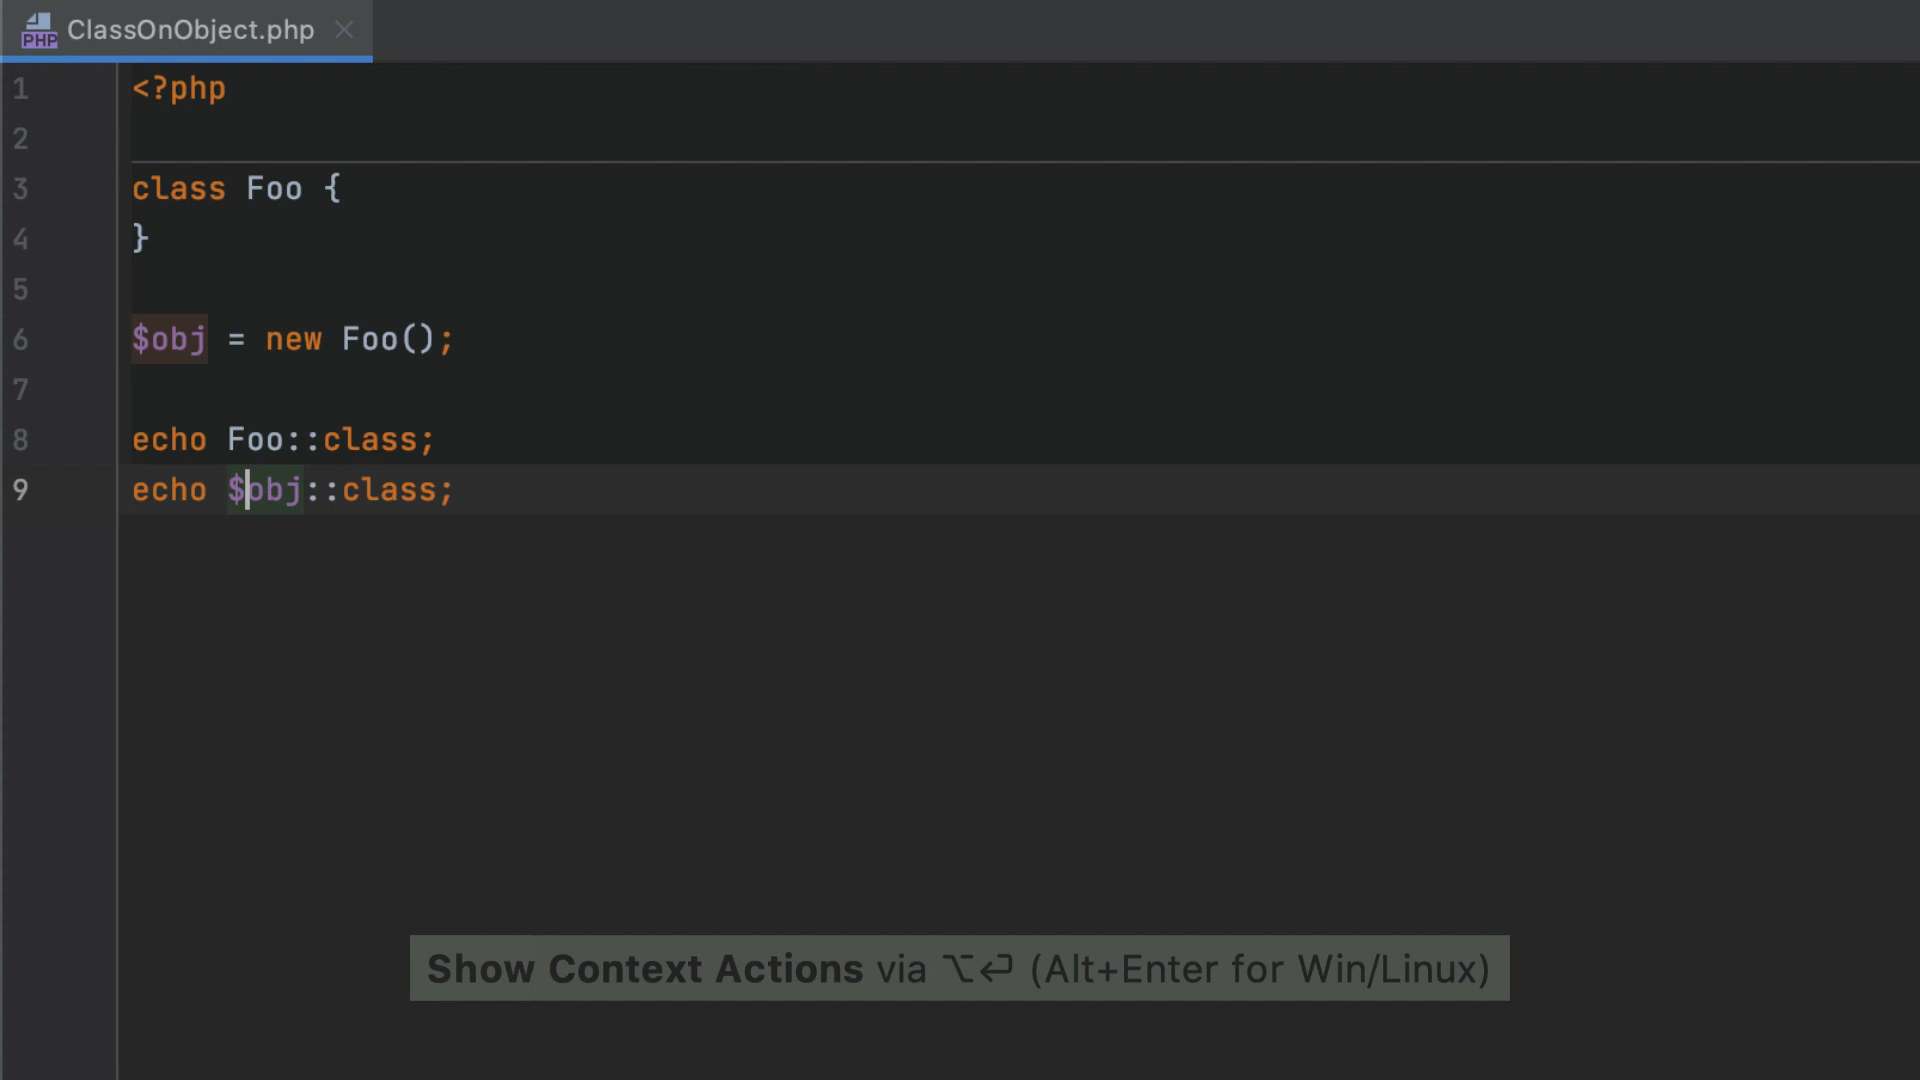 PHP ClassOnObject.php
1 <?php
2
3 class Foo {
4 }
5
6 $obj = new Foo();
7
8 echo Foo::class;
9 echo $obj::class;
Show Context Actions via ⌥⏎ (Alt+Enter for Win/Linux)